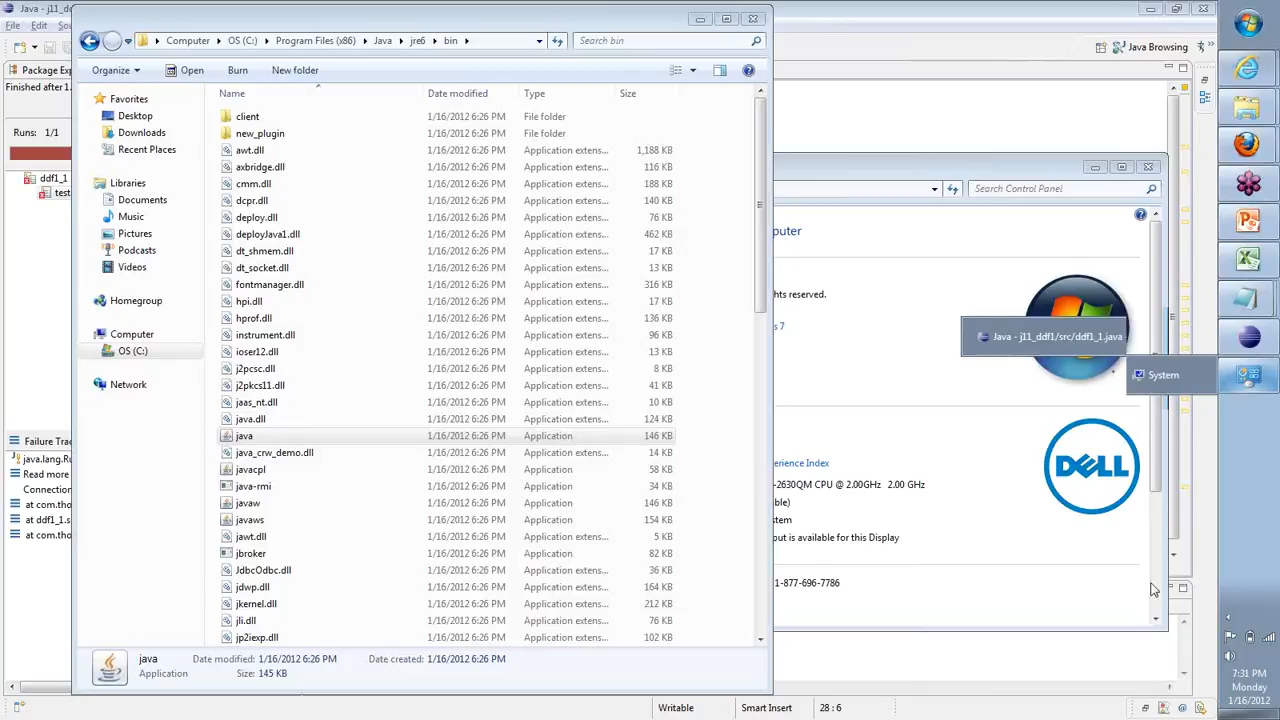 Java - j11_ddf1
File Edit So
Computer OS (C:) Program Files (x86) Java jre6 bin
Search bin
Organize Open Burn New folder
Name Date modified Type Size
Favorites
Desktop
Downloads
Recent Places
Libraries
Documents
Music
Pictures
Podcasts
Videos
Homegroup
Computer
OS (C:)
Network
client 1/16/2012 6:26 PM File folder
new_plugin 1/16/2012 6:26 PM File folder
awt.dll 1/16/2012 6:26 PM Application extens... 1,188 KB
axbridge.dll 1/16/2012 6:26 PM Application extens... 116 KB
cmm.dll 1/16/2012 6:26 PM Application extens... 188 KB
dcpr.dll 1/16/2012 6:26 PM Application extens... 140 KB
deploy.dll 1/16/2012 6:26 PM Application extens... 76 KB
deployJava1.dll 1/16/2012 6:26 PM Application extens... 462 KB
dt_shmem.dll 1/16/2012 6:26 PM Application extens... 17 KB
dt_socket.dll 1/16/2012 6:26 PM Application extens... 13 KB
fontmanager.dll 1/16/2012 6:26 PM Application extens... 316 KB
hpi.dll 1/16/2012 6:26 PM Application extens... 17 KB
hprof.dll 1/16/2012 6:26 PM Application extens... 136 KB
instrument.dll 1/16/2012 6:26 PM Application extens... 96 KB
ioser12.dll 1/16/2012 6:26 PM Application extens... 13 KB
j2pcsc.dll 1/16/2012 6:26 PM Application extens... 8 KB
j2pkcs11.dll 1/16/2012 6:26 PM Application extens... 41 KB
jaas_nt.dll 1/16/2012 6:26 PM Application extens... 10 KB
java.dll 1/16/2012 6:26 PM Application extens... 124 KB
java 1/16/2012 6:26 PM Application 146 KB
java_crw_demo.dll 1/16/2012 6:26 PM Application extens... 14 KB
javacpl 1/16/2012 6:26 PM Application 58 KB
java-rmi 1/16/2012 6:26 PM Application 34 KB
javaw 1/16/2012 6:26 PM Application 146 KB
javaws 1/16/2012 6:26 PM Application 154 KB
jawt.dll 1/16/2012 6:26 PM Application extens... 5 KB
jbroker 1/16/2012 6:26 PM Application 82 KB
JdbcOdbc.dll 1/16/2012 6:26 PM Application extens... 36 KB
jdwp.dll 1/16/2012 6:26 PM Application extens... 164 KB
jkernel.dll 1/16/2012 6:26 PM Application extens... 212 KB
jli.dll 1/16/2012 6:26 PM Application extens... 76 KB
jp2iexp.dll 1/16/2012 6:26 PM Application extens... 102 KB
java Date modified: 1/16/2012 6:26 PM Date created: 1/16/2012 6:26 PM
Application Size: 145 KB
Package Exp
Finished after 1.
Runs: 1/1
ddf1_1
test
Failure Tra
java.lang.Ru
Read more
Connection
at com.tho
at ddf1_1.s
at com.tho
Java Browsing
Search Control Panel
puter
ghts reserved.
s 7
Java - j11_ddf1/src/ddf1_1.java
System
DELL
erience Index
-2630QM CPU @ 2.00GHz 2.00 GHz
ble)
stem
put is available for this Display
1-877-696-7786
Writable Smart Insert 28 : 6
7:31 PM
Monday
1/16/2012